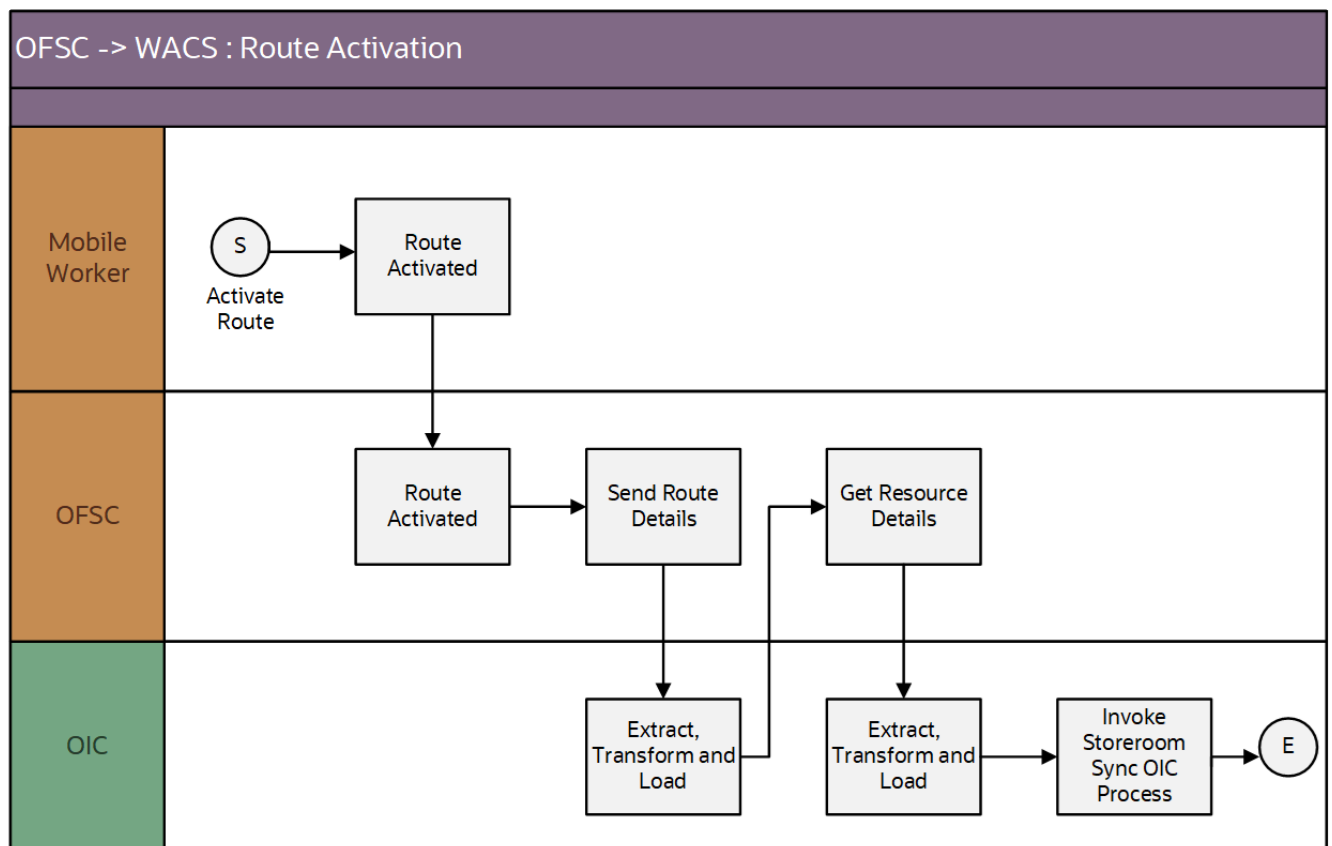 OFSC -> WACS : Route Activation
Mobile
Worker
S
Activate
Route
Route
Activated
OFSC
Route
Activated
Send Route
Details
Get Resource
Details
OIC
Extract,
Transform and
Load
Extract,
Transform and
Load
Invoke
Storeroom
Sync OIC
Process
E